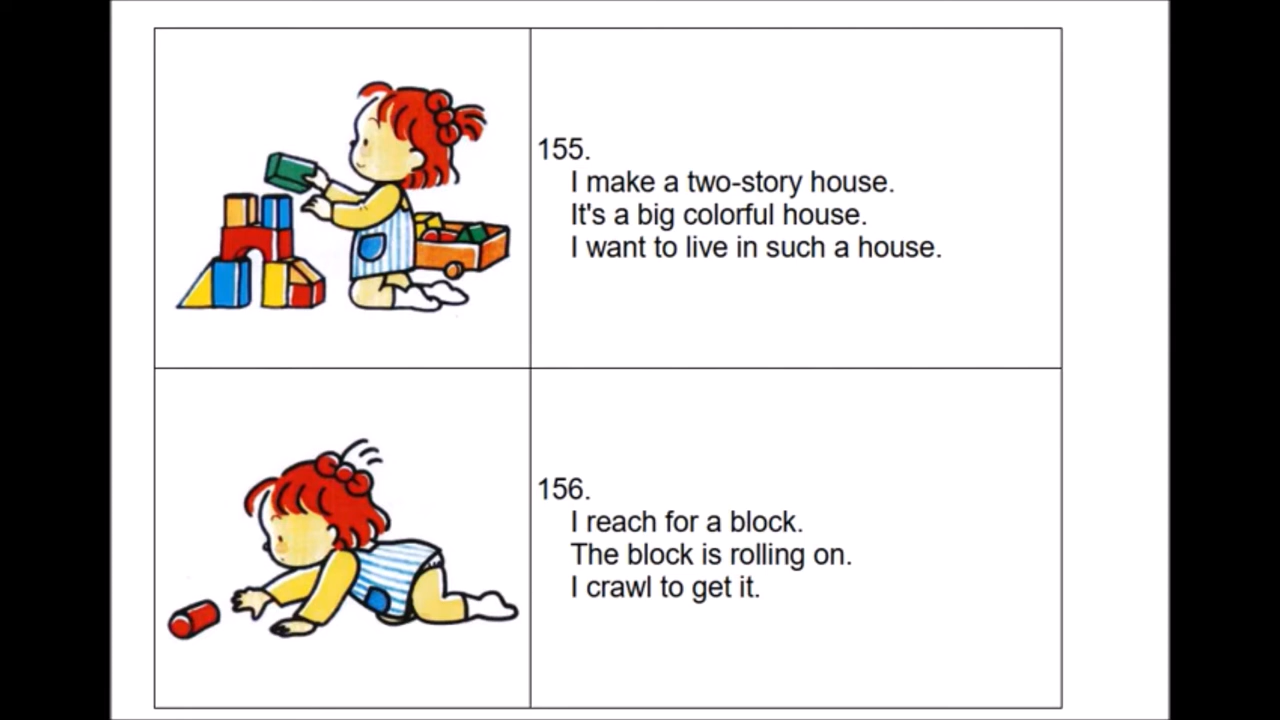 155.
I make a two-story house.
It's a big colorful house.
I want to live in such a house.
156.
I reach for a block.
The block is rolling on.
I crawl to get it.